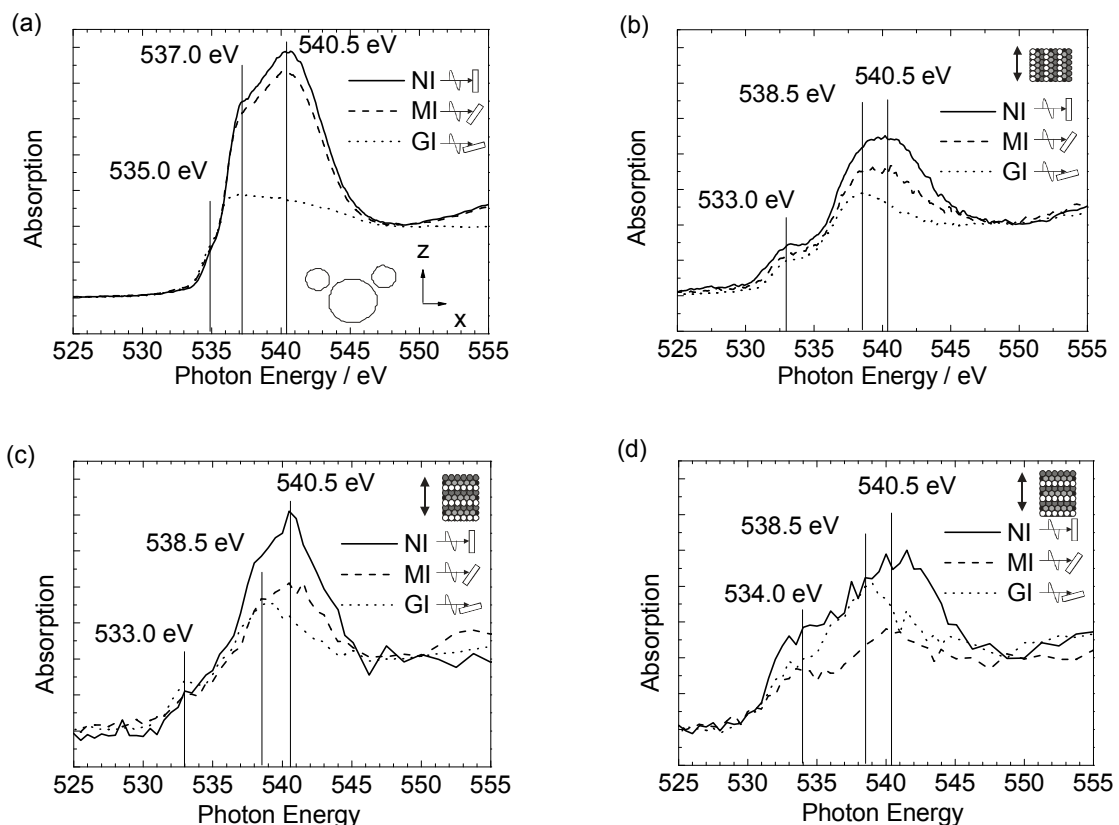 (a)
537.0 eV
540.5 eV
NI
MI
GI
535.0 eV
Absorption
z
x
525 530 535 540 545 550 555
Photon Energy / eV
(b)
538.5 eV
540.5 eV
NI
MI
GI
533.0 eV
Absorption
525 530 535 540 545 550 555
Photon Energy / eV
(c)
540.5 eV
538.5 eV
NI
MI
GI
533.0 eV
Absorption
525 530 535 540 545 550 555
Photon Energy
(d)
540.5 eV
538.5 eV
NI
MI
GI
534.0 eV
Absorption
525 530 535 540 545 550 555
Photon Energy